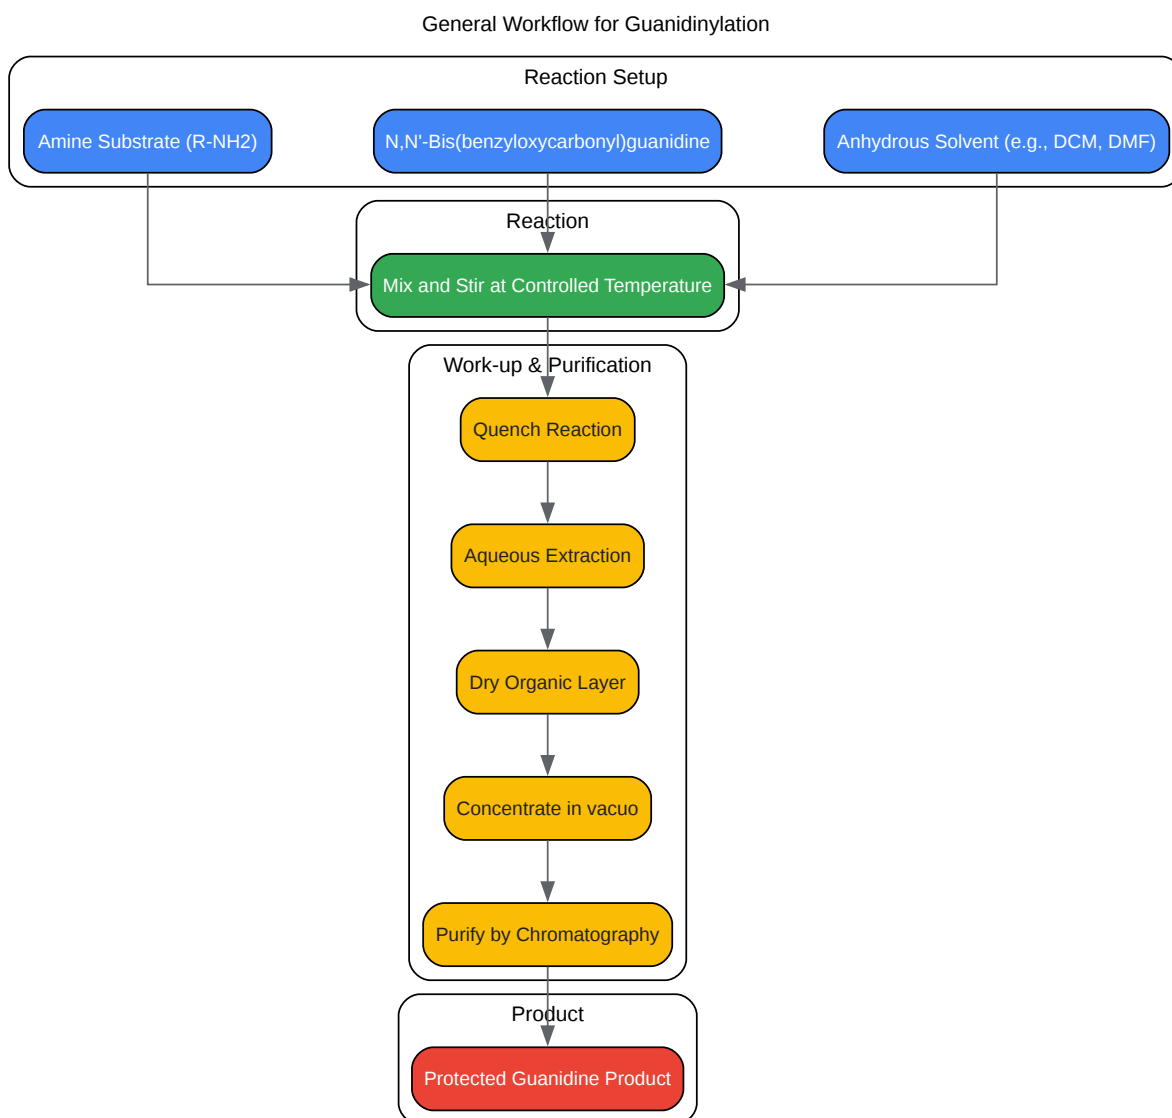 General Workflow for Guanidinylation
Reaction Setup
Amine Substrate (R-NH2)
N,N'-Bis(benzyloxycarbonyl)guanidine
Anhydrous Solvent (e.g., DCM, DMF)
Reaction
Mix and Stir at Controlled Temperature
Work-up & Purification
Quench Reaction
Aqueous Extraction
Dry Organic Layer
Concentrate in vacuo
Purify by Chromatography
Product
Protected Guanidine Product